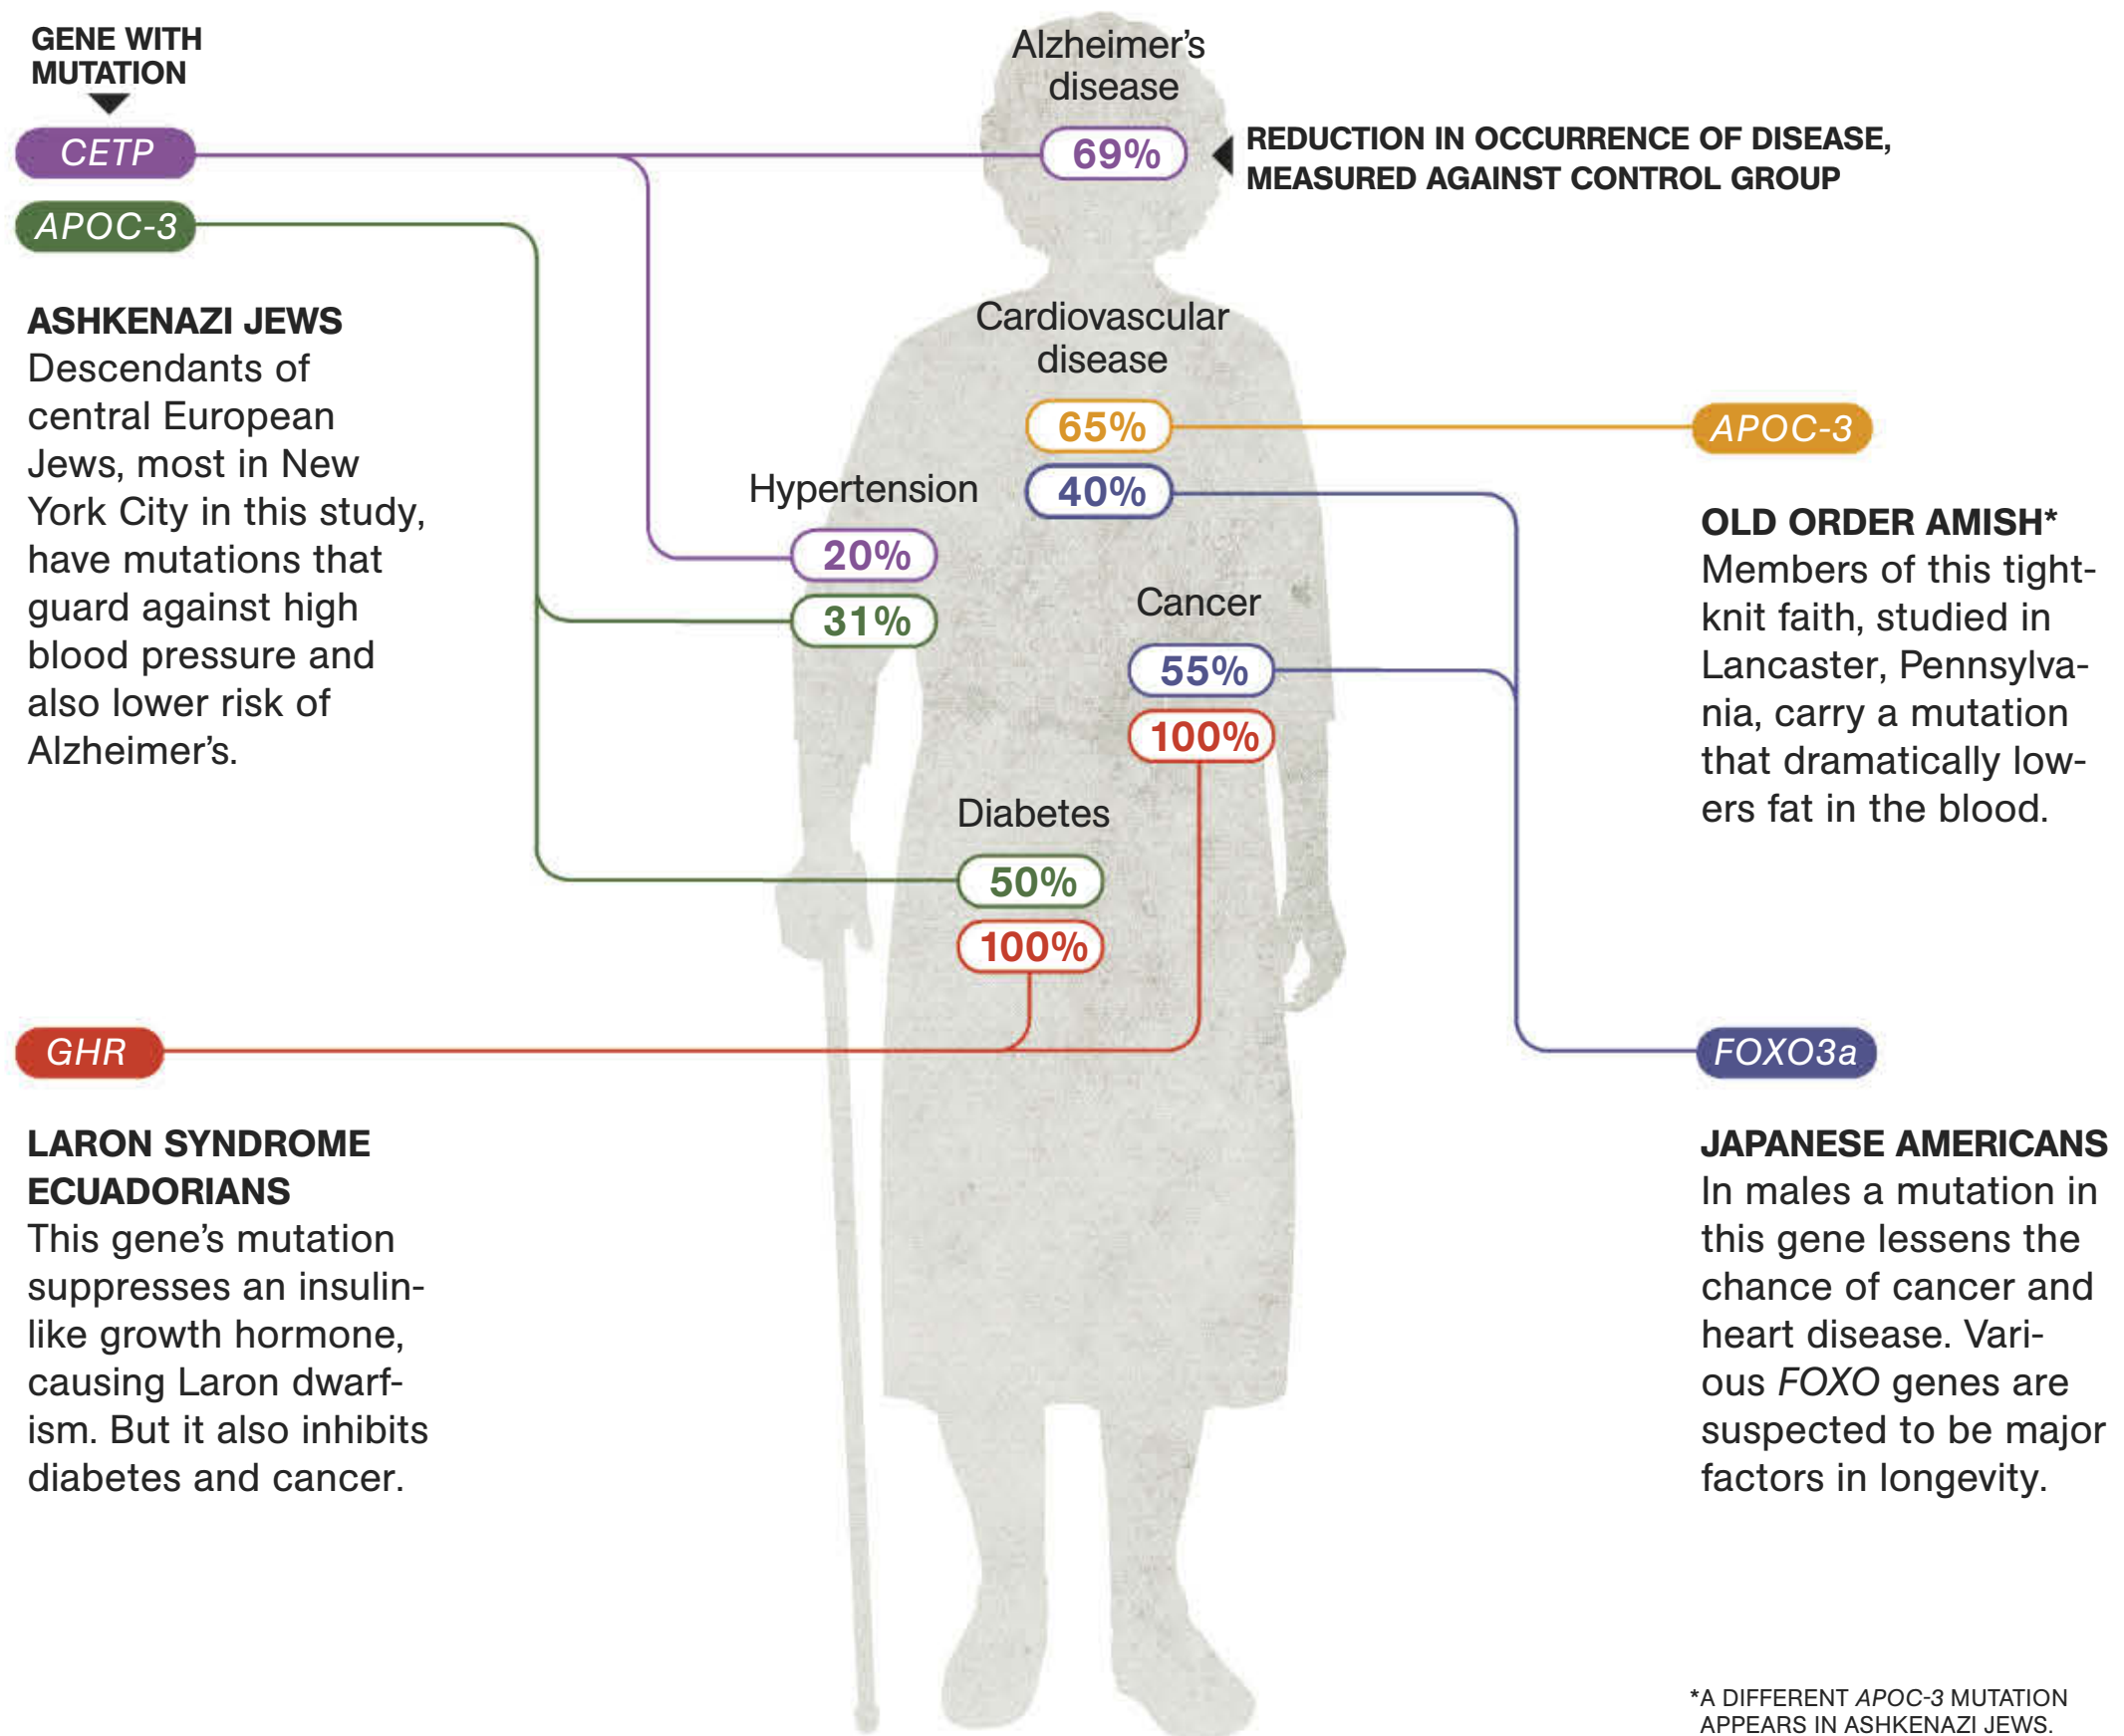 GENE WITH
MUTATION
CETP
APOC-3
ASHKENAZI JEWS
Descendants of
central European
Jews, most in New
York City in this study,
have mutations that
guard against high
blood pressure and
also lower risk of
Alzheimer’s.
GHR
LARON SYNDROME
ECUADORIANS
This gene’s mutation
suppresses an insulin-
like growth hormone,
causing Laron dwarf-
ism. But it also inhibits
diabetes and cancer.
Alzheimer’s
disease
69%
REDUCTION IN OCCURRENCE OF DISEASE,
MEASURED AGAINST CONTROL GROUP
Cardiovascular
disease
65%
40%
Hypertension
20%
31%
Cancer
55%
100%
Diabetes
50%
100%
APOC-3
OLD ORDER AMISH*
Members of this tight-
knit faith, studied in
Lancaster, Pennsylva-
nia, carry a mutation
that dramatically low-
ers fat in the blood.
FOXO3a
JAPANESE AMERICANS
In males a mutation in
this gene lessens the
chance of cancer and
heart disease. Vari-
ous FOXO genes are
suspected to be major
factors in longevity.
*A DIFFERENT APOC-3 MUTATION
APPEARS IN ASHKENAZI JEWS.